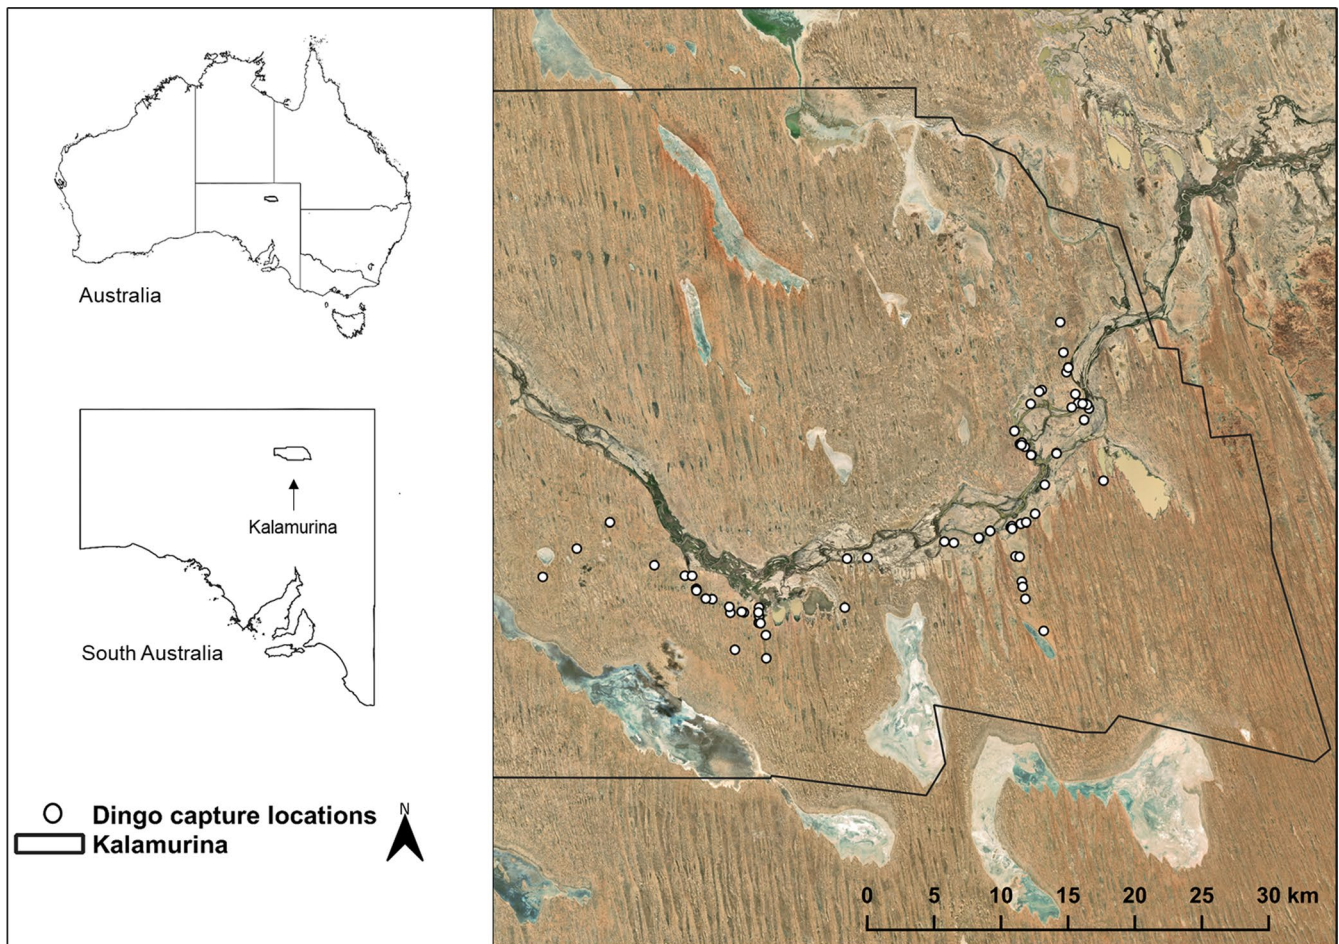 Australia
Kalamurina
South Australia
Dingo capture locations
Kalamurina
N
0 5 10 15 20 25 30 km